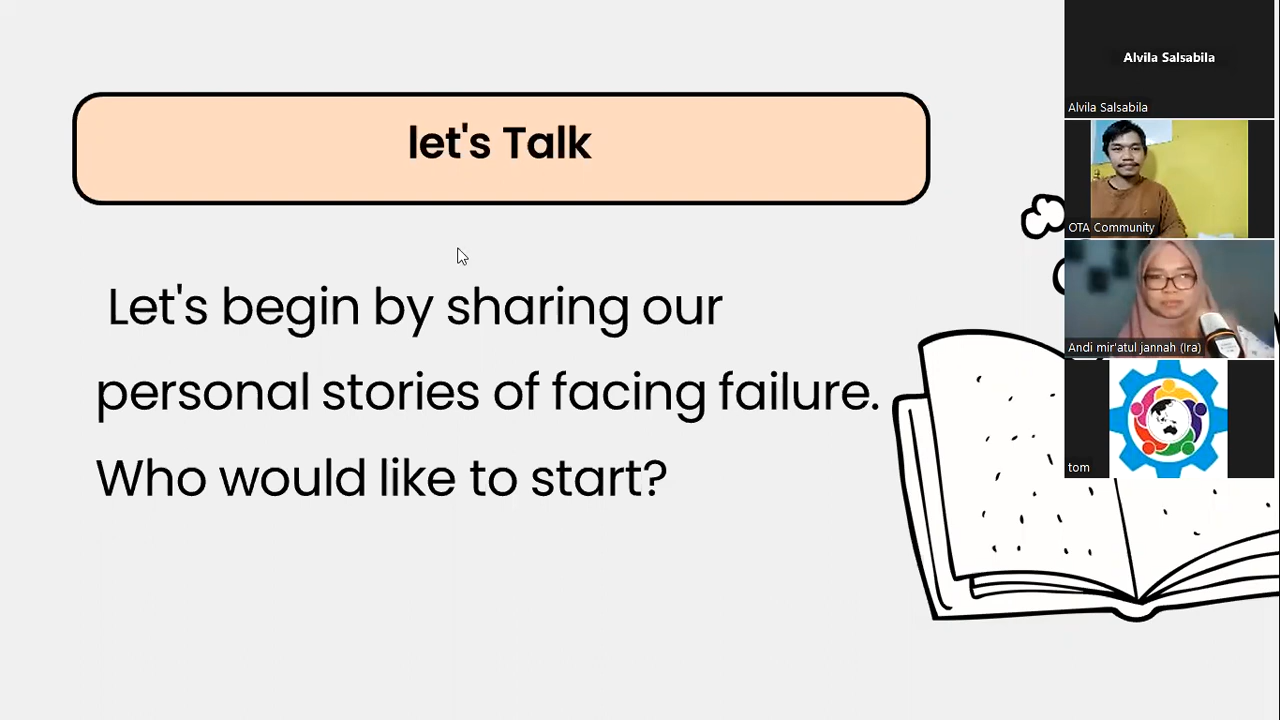 let's Talk
Let's begin by sharing our
personal stories of facing failure.
Who would like to start?
Alvila Salsabila
Alvila Salsabila
OTA Community
Andi mir'atul jannah (Ira)
tom